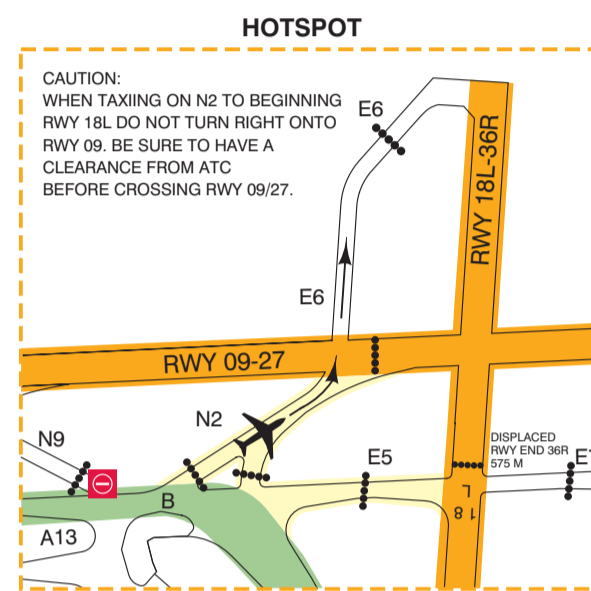 HOTSPOT
CAUTION:
WHEN TAXIING ON N2 TO BEGINNING
RWY 18L DO NOT TURN RIGHT ONTO
RWY 09. BE SURE TO HAVE A
CLEARANCE FROM ATC
BEFORE CROSSING RWY 09/27.
E6
RWY 18L-36R
E6
RWY 09-27
N2
N9
E5
DISPLACED
RWY END 36R
575 M
B
18
L
A13